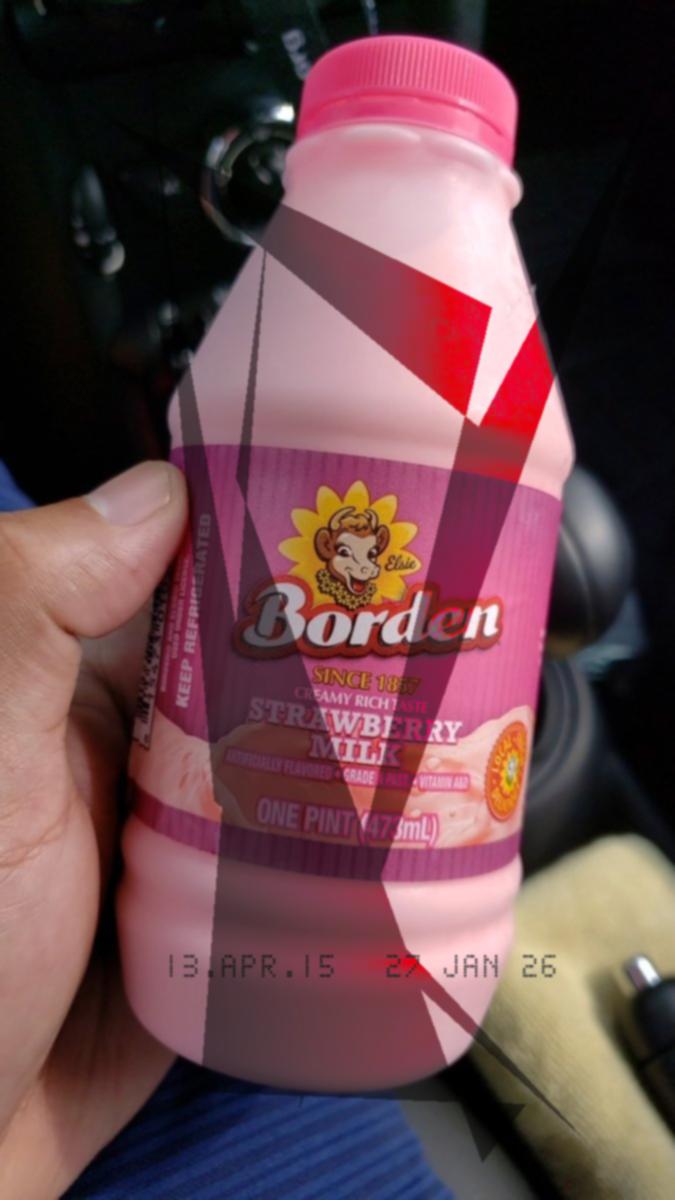 Elsie
Borden
SINCE 1857
CREAMY RICH TASTE
STRAWBERRY
MILK
ARTIFICIALLY FLAVORED • GRADE A PAST • VITAMIN A&D
ONE PINT (473mL)
KEEP REFRIGERATED
13.APR.15 27 JAN 26